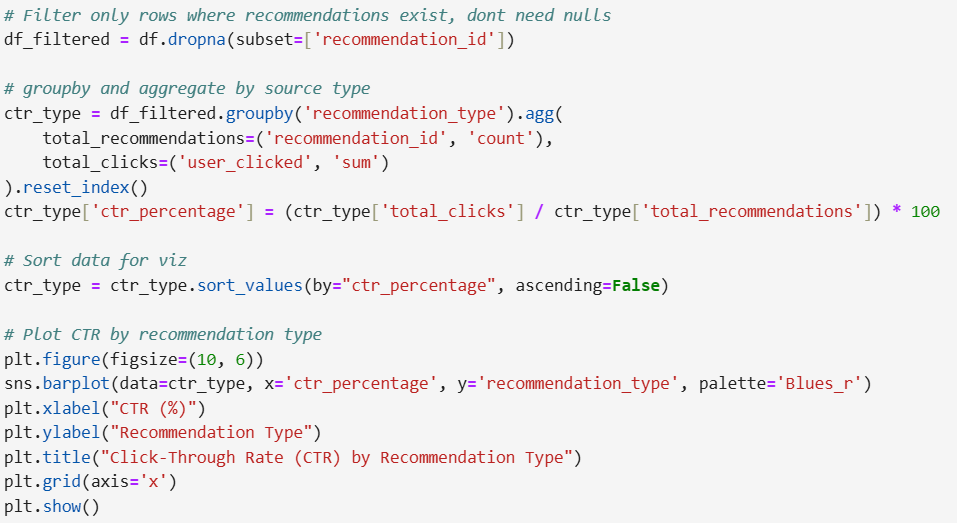 # Filter only rows where recommendations exist, dont need nulls
df_filtered = df.dropna(subset=['recommendation_id'])

# groupby and aggregate by source type
ctr_type = df_filtered.groupby('recommendation_type').agg(
    total_recommendations=('recommendation_id', 'count'),
    total_clicks=('user_clicked', 'sum')
).reset_index()
ctr_type['ctr_percentage'] = (ctr_type['total_clicks'] / ctr_type['total_recommendations']) * 100

# Sort data for viz
ctr_type = ctr_type.sort_values(by="ctr_percentage", ascending=False)

# Plot CTR by recommendation type
plt.figure(figsize=(10, 6))
sns.barplot(data=ctr_type, x='ctr_percentage', y='recommendation_type', palette='Blues_r')
plt.xlabel("CTR (%)")
plt.ylabel("Recommendation Type")
plt.title("Click-Through Rate (CTR) by Recommendation Type")
plt.grid(axis='x')
plt.show()